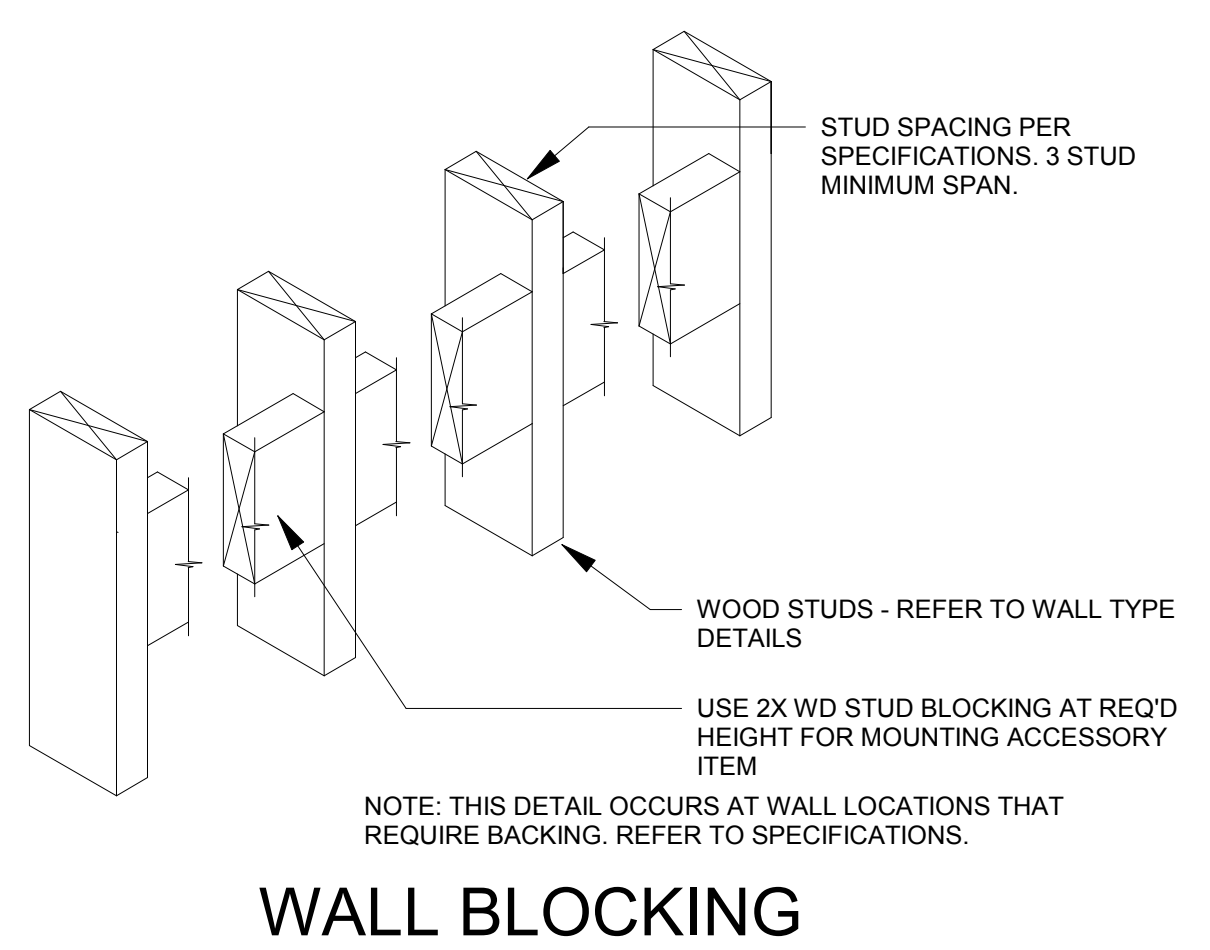 STUD SPACING PER
SPECIFICATIONS. 3 STUD
MINIMUM SPAN.
WOOD STUDS - REFER TO WALL TYPE
DETAILS
USE 2X WD STUD BLOCKING AT REQ'D
HEIGHT FOR MOUNTING ACCESSORY
ITEM
NOTE: THIS DETAIL OCCURS AT WALL LOCATIONS THAT
REQUIRE BACKING. REFER TO SPECIFICATIONS.
WALL BLOCKING